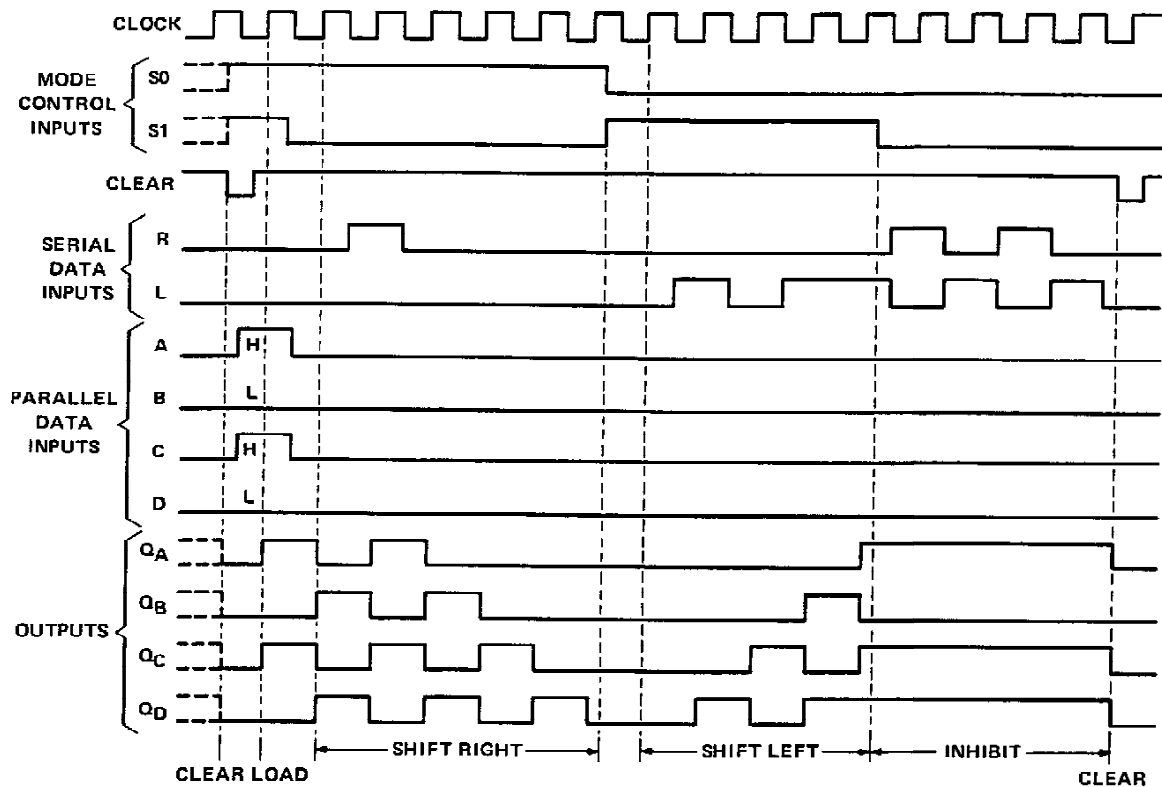 CLOCK
MODE
CONTROL
INPUTS
S0
S1
CLEAR
SERIAL
DATA
INPUTS
R
L
PARALLEL
DATA
INPUTS
A
H
B
L
C
H
D
L
OUTPUTS
QA
QB
QC
QD
CLEAR LOAD
SHIFT RIGHT
SHIFT LEFT
INHIBIT
CLEAR